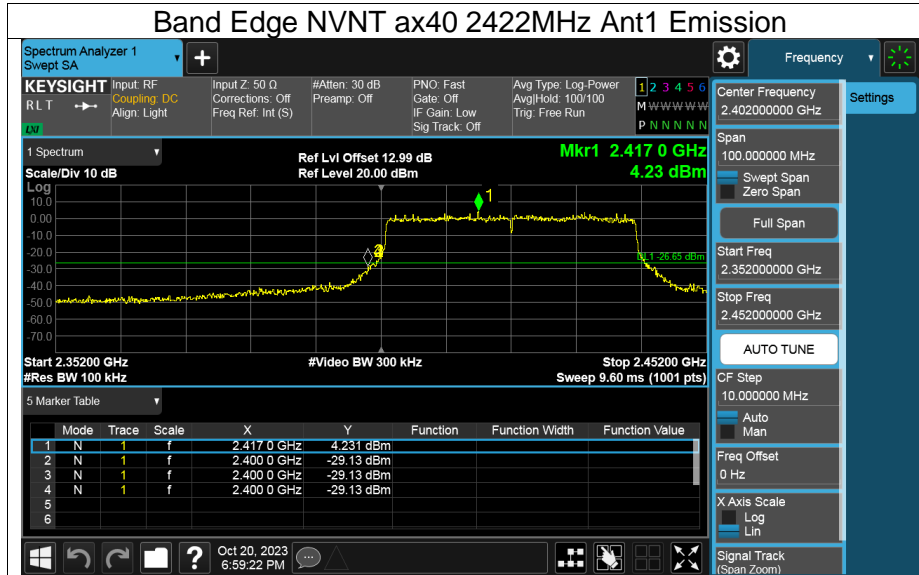 Band Edge NVNT ax40 2422MHz Ant1 Emission
Spectrum Analyzer 1
Swept SA
+
Frequency
KEYSIGHT
R L T
LXI
Input: RF
Coupling: DC
Align: Light
Input Z: 50 Ω
Corrections: Off
Freq Ref: Int (S)
#Atten: 30 dB
Preamp: Off
PNO: Fast
Gate: Off
IF Gain: Low
Sig Track: Off
Avg Type: Log-Power
Avg|Hold: 100/100
Trig: Free Run
1 2 3 4 5 6
M W W W W W
P N N N N N
1 Spectrum
Scale/Div 10 dB
Ref Lvl Offset 12.99 dB
Ref Level 20.00 dBm
Mkr1 2.417 0 GHz
4.23 dBm
Log
10.0
0.00
-10.0
-20.0
-30.0
-40.0
-50.0
-60.0
-70.0
1
DL1 -26.65 dBm
Start 2.35200 GHz
#Res BW 100 kHz
#Video BW 300 kHz
Stop 2.45200 GHz
Sweep 9.60 ms (1001 pts)
5 Marker Table
Mode Trace Scale X Y Function Function Width Function Value
1 N 1 f 2.417 0 GHz 4.231 dBm
2 N 1 f 2.400 0 GHz -29.13 dBm
3 N 1 f 2.400 0 GHz -29.13 dBm
4 N 1 f 2.400 0 GHz -29.13 dBm
5
6
?
Oct 20, 2023
6:59:22 PM
Center Frequency
2.402000000 GHz
Span
100.000000 MHz
Swept Span
Zero Span
Full Span
Start Freq
2.352000000 GHz
Stop Freq
2.452000000 GHz
AUTO TUNE
CF Step
10.000000 MHz
Auto
Man
Freq Offset
0 Hz
X Axis Scale
Log
Lin
Signal Track
(Span Zoom)
Settings